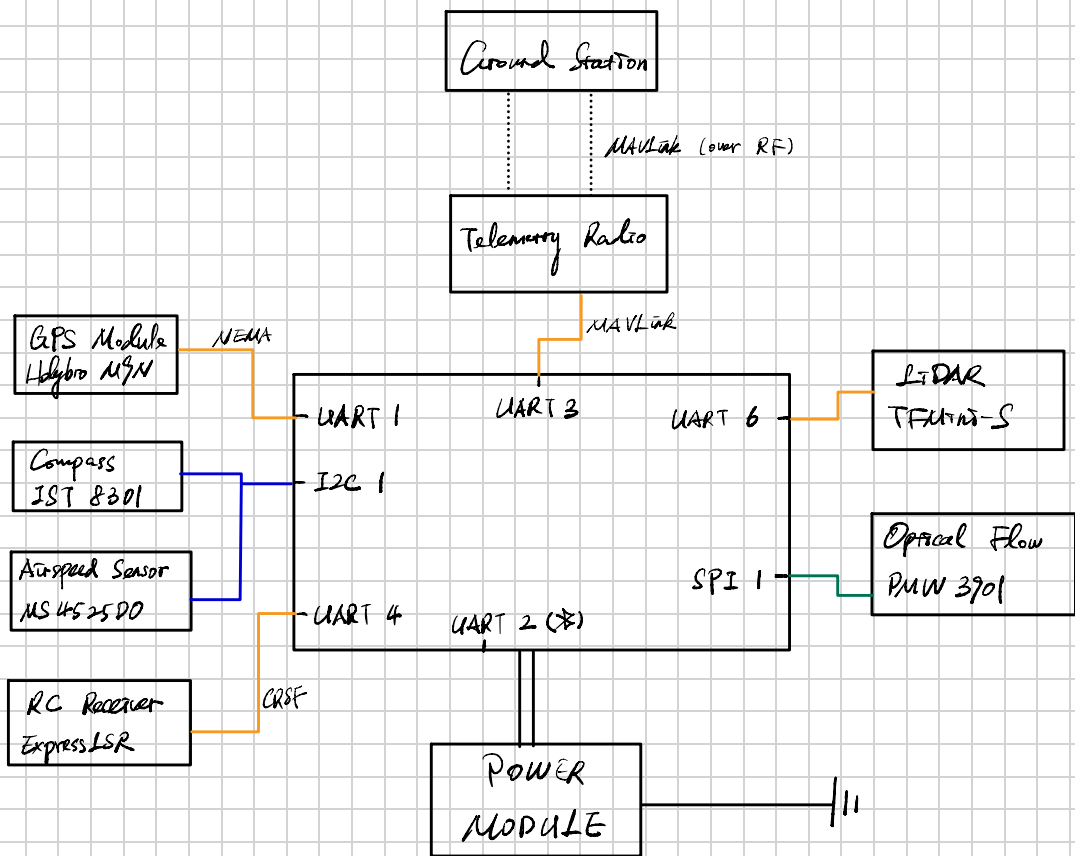 Ground Station
MAVLink (over RF)
Telemetry Radio
MAVLink
GPS Module
Holybro M9N
NEMA
UART 1
UART 3
UART 6
LiDAR
TFMini-S
Compass
IST 8301
I2C 1
Airspeed Sensor
MS4525DO
Optical Flow
PMW 3901
SPI 1
UART 4
UART 2 (*)
RC Receiver
ExpressLSR
CRSF
POWER
MODULE